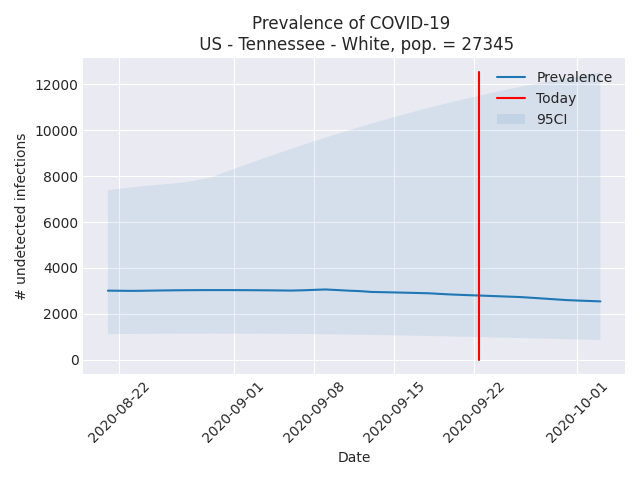 Prevalence of COVID-19
US - Tennessee - White, pop. = 27345
Prevalence
Today
95CI
12000
10000
8000
6000
4000
2000
0
# undetected infections
2020-08-22
2020-09-01
2020-09-08
2020-09-15
2020-09-22
2020-10-01
Date